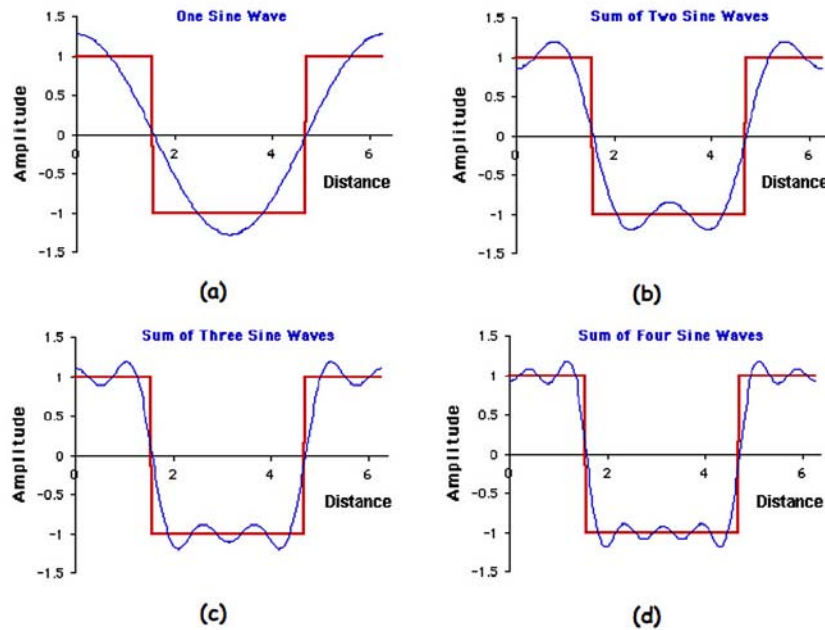 One Sine Wave
1.5
1
0.5
0
-0.5
-1
-1.5
2
4
6
Amplitude
Distance
(a)
Sum of Two Sine Waves
1.5
1
0.5
0
-0.5
-1
-1.5
0
2
4
6
Amplitude
Distance
(b)
Sum of Three Sine Waves
1.5
1
0.5
0
-0.5
-1
-1.5
0
2
4
6
Amplitude
Distance
(c)
Sum of Four Sine Waves
1.5
1
0.5
0
-0.5
-1
-1.5
0
2
4
6
Amplitude
Distance
(d)